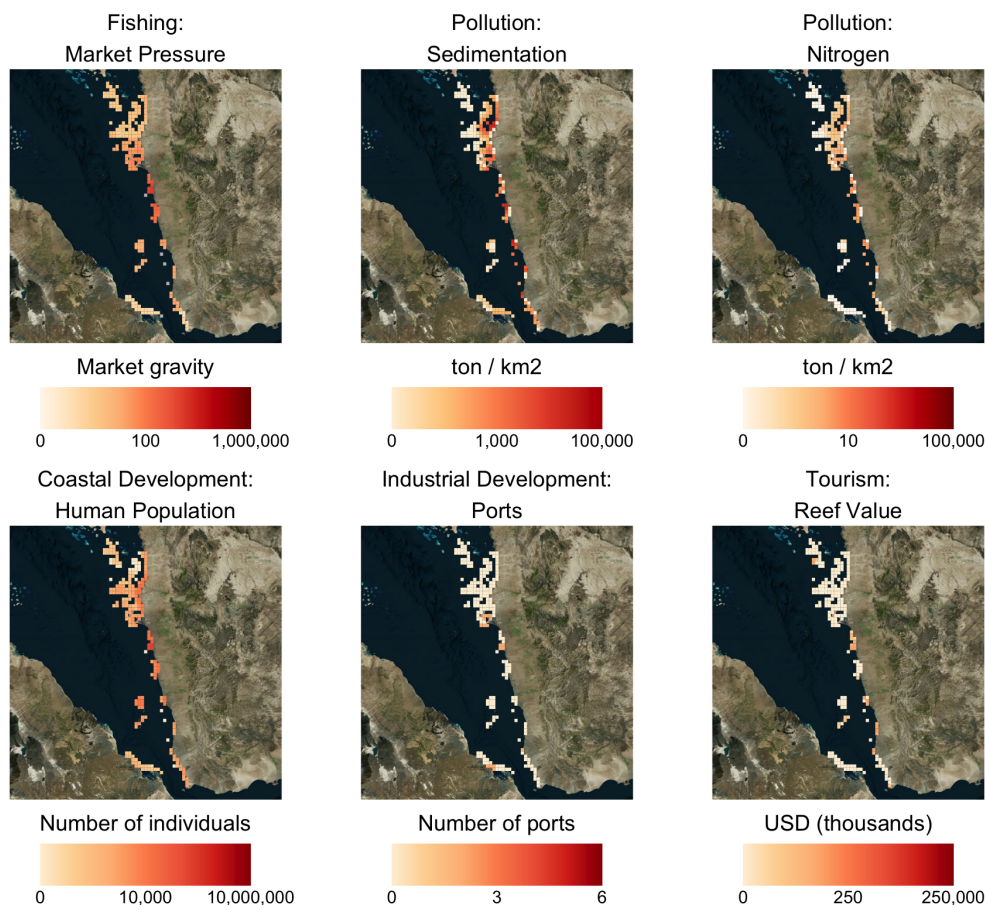 Fishing:
Market Pressure
Pollution:
Sedimentation
Pollution:
Nitrogen
Market gravity
0 100 1,000,000
ton / km2
0 1,000 100,000
ton / km2
0 10 100,000
Coastal Development:
Human Population
Industrial Development:
Ports
Tourism:
Reef Value
Number of individuals
0 10,000 10,000,000
Number of ports
0 3 6
USD (thousands)
0 250 250,000